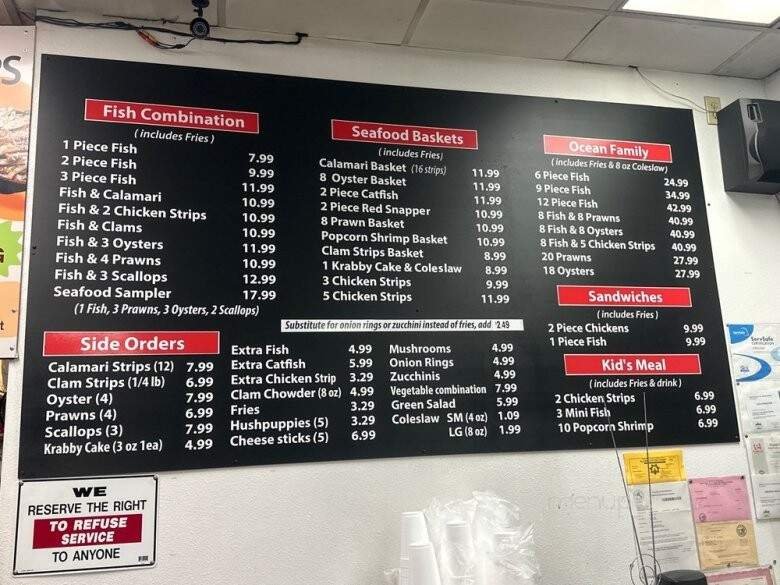 PS
Fish Combination
( includes Fries )
1 Piece Fish 7.99
2 Piece Fish 9.99
3 Piece Fish 11.99
Fish & Calamari 10.99
Fish & 2 Chicken Strips 10.99
Fish & Clams 10.99
Fish & 3 Oysters 11.99
Fish & 4 Prawns 10.99
Fish & 3 Scallops 12.99
Seafood Sampler 17.99
(1 Fish, 3 Prawns, 3 Oysters, 2 Scallops)
Seafood Baskets
(includes Fries)
Calamari Basket (16 strips) 11.99
8 Oyster Basket 11.99
2 Piece Catfish 11.99
2 Piece Red Snapper 10.99
8 Prawn Basket 10.99
Popcorn Shrimp Basket 10.99
Clam Strips Basket 8.99
1 Krabby Cake & Coleslaw 8.99
3 Chicken Strips 9.99
5 Chicken Strips 11.99
Ocean Family
( includes Fries & 8 oz Coleslaw)
6 Piece Fish 24.99
9 Piece Fish 34.99
12 Piece Fish 42.99
8 Fish & 8 Prawns 40.99
8 Fish & 8 Oysters 40.99
8 Fish & 5 Chicken Strips 40.99
20 Prawns 27.99
18 Oysters 27.99
Sandwiches
( includes Fries )
2 Piece Chickens 9.99
1 Piece Fish 9.99
Kid's Meal
( includes Fries & drink )
2 Chicken Strips 6.99
3 Mini Fish 6.99
10 Popcorn Shrimp 6.99
Substitute for onion rings or zucchini instead of fries, add $2.49
Side Orders
Calamari Strips (12) 7.99
Clam Strips (1/4 lb) 6.99
Oyster (4) 7.99
Prawns (4) 6.99
Scallops (3) 7.99
Krabby Cake (3 oz 1ea) 4.99
Extra Fish 4.99
Extra Catfish 5.99
Extra Chicken Strip 3.29
Clam Chowder (8 oz) 4.99
Fries 3.29
Hushpuppies (5) 3.29
Cheese sticks (5) 6.99
Mushrooms 4.99
Onion Rings 4.99
Zucchinis 4.99
Vegetable combination 7.99
Green Salad 5.99
Coleslaw SM (4 oz) 1.09
LG (8 oz) 1.99
WE
RESERVE THE RIGHT
TO REFUSE
SERVICE
TO ANYONE
ServSafe
menupix